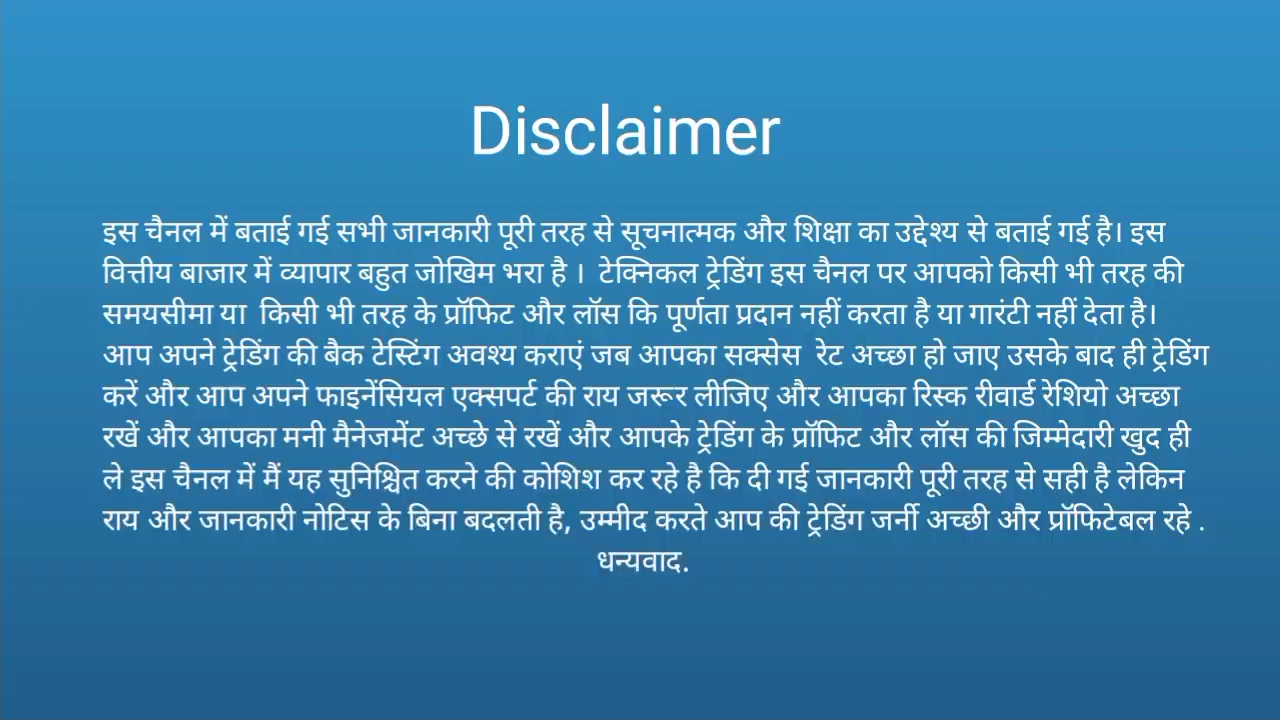 Disclaimer
इस चैनल में बताई गई सभी जानकारी पूरी तरह से सूचनात्मक और शिक्षा का उद्देश्य से बताई गई है। इस
वित्तीय बाजार में व्यापार बहुत जोखिम भरा है । टेक्निकल ट्रेडिंग इस चैनल पर आपको किसी भी तरह की
समयसीमा या किसी भी तरह के प्रॉफिट और लॉस कि पूर्णता प्रदान नहीं करता है या गारंटी नहीं देता है।
आप अपने ट्रेडिंग की बैक टेस्टिंग अवश्य कराएं जब आपका सक्सेस रेट अच्छा हो जाए उसके बाद ही ट्रेडिंग
करें और आप अपने फाइनेंसियल एक्सपर्ट की राय जरूर लीजिए और आपका रिस्क रीवार्ड रेशियो अच्छा
रखें और आपका मनी मैनेजमेंट अच्छे से रखें और आपके ट्रेडिंग के प्रॉफिट और लॉस की जिम्मेदारी खुद ही
ले इस चैनल में मैं यह सुनिश्चित करने की कोशिश कर रहे है कि दी गई जानकारी पूरी तरह से सही है लेकिन
राय और जानकारी नोटिस के बिना बदलती है, उम्मीद करते आप की ट्रेडिंग जर्नी अच्छी और प्रॉफिटेबल रहे .
धन्यवाद.